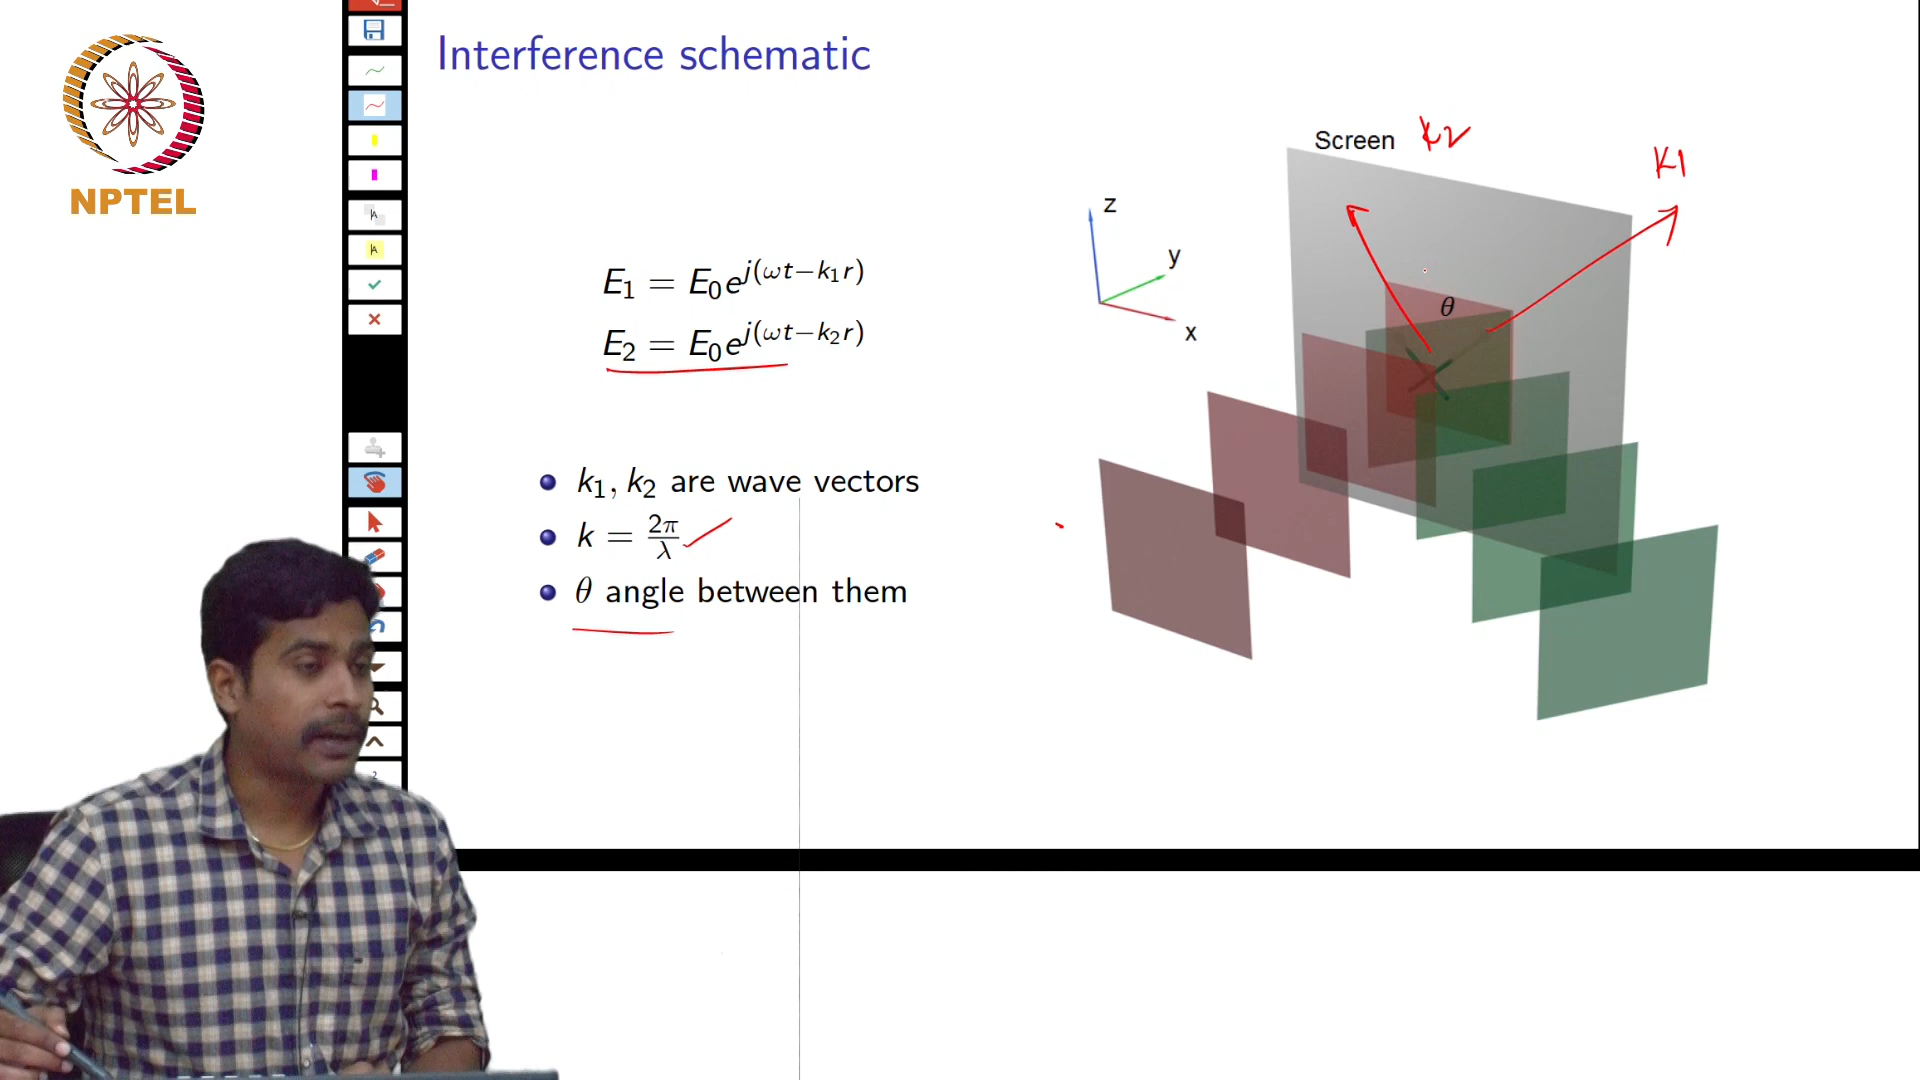 Interference schematic
NPTEL
Screen k2
K1
z
y
x
θ
E₁ = E₀e^{j(ωt−k₁r)}
E₂ = E₀e^{j(ωt−k₂r)}
k₁, k₂ are wave vectors
k = 2π/λ
θ angle between them